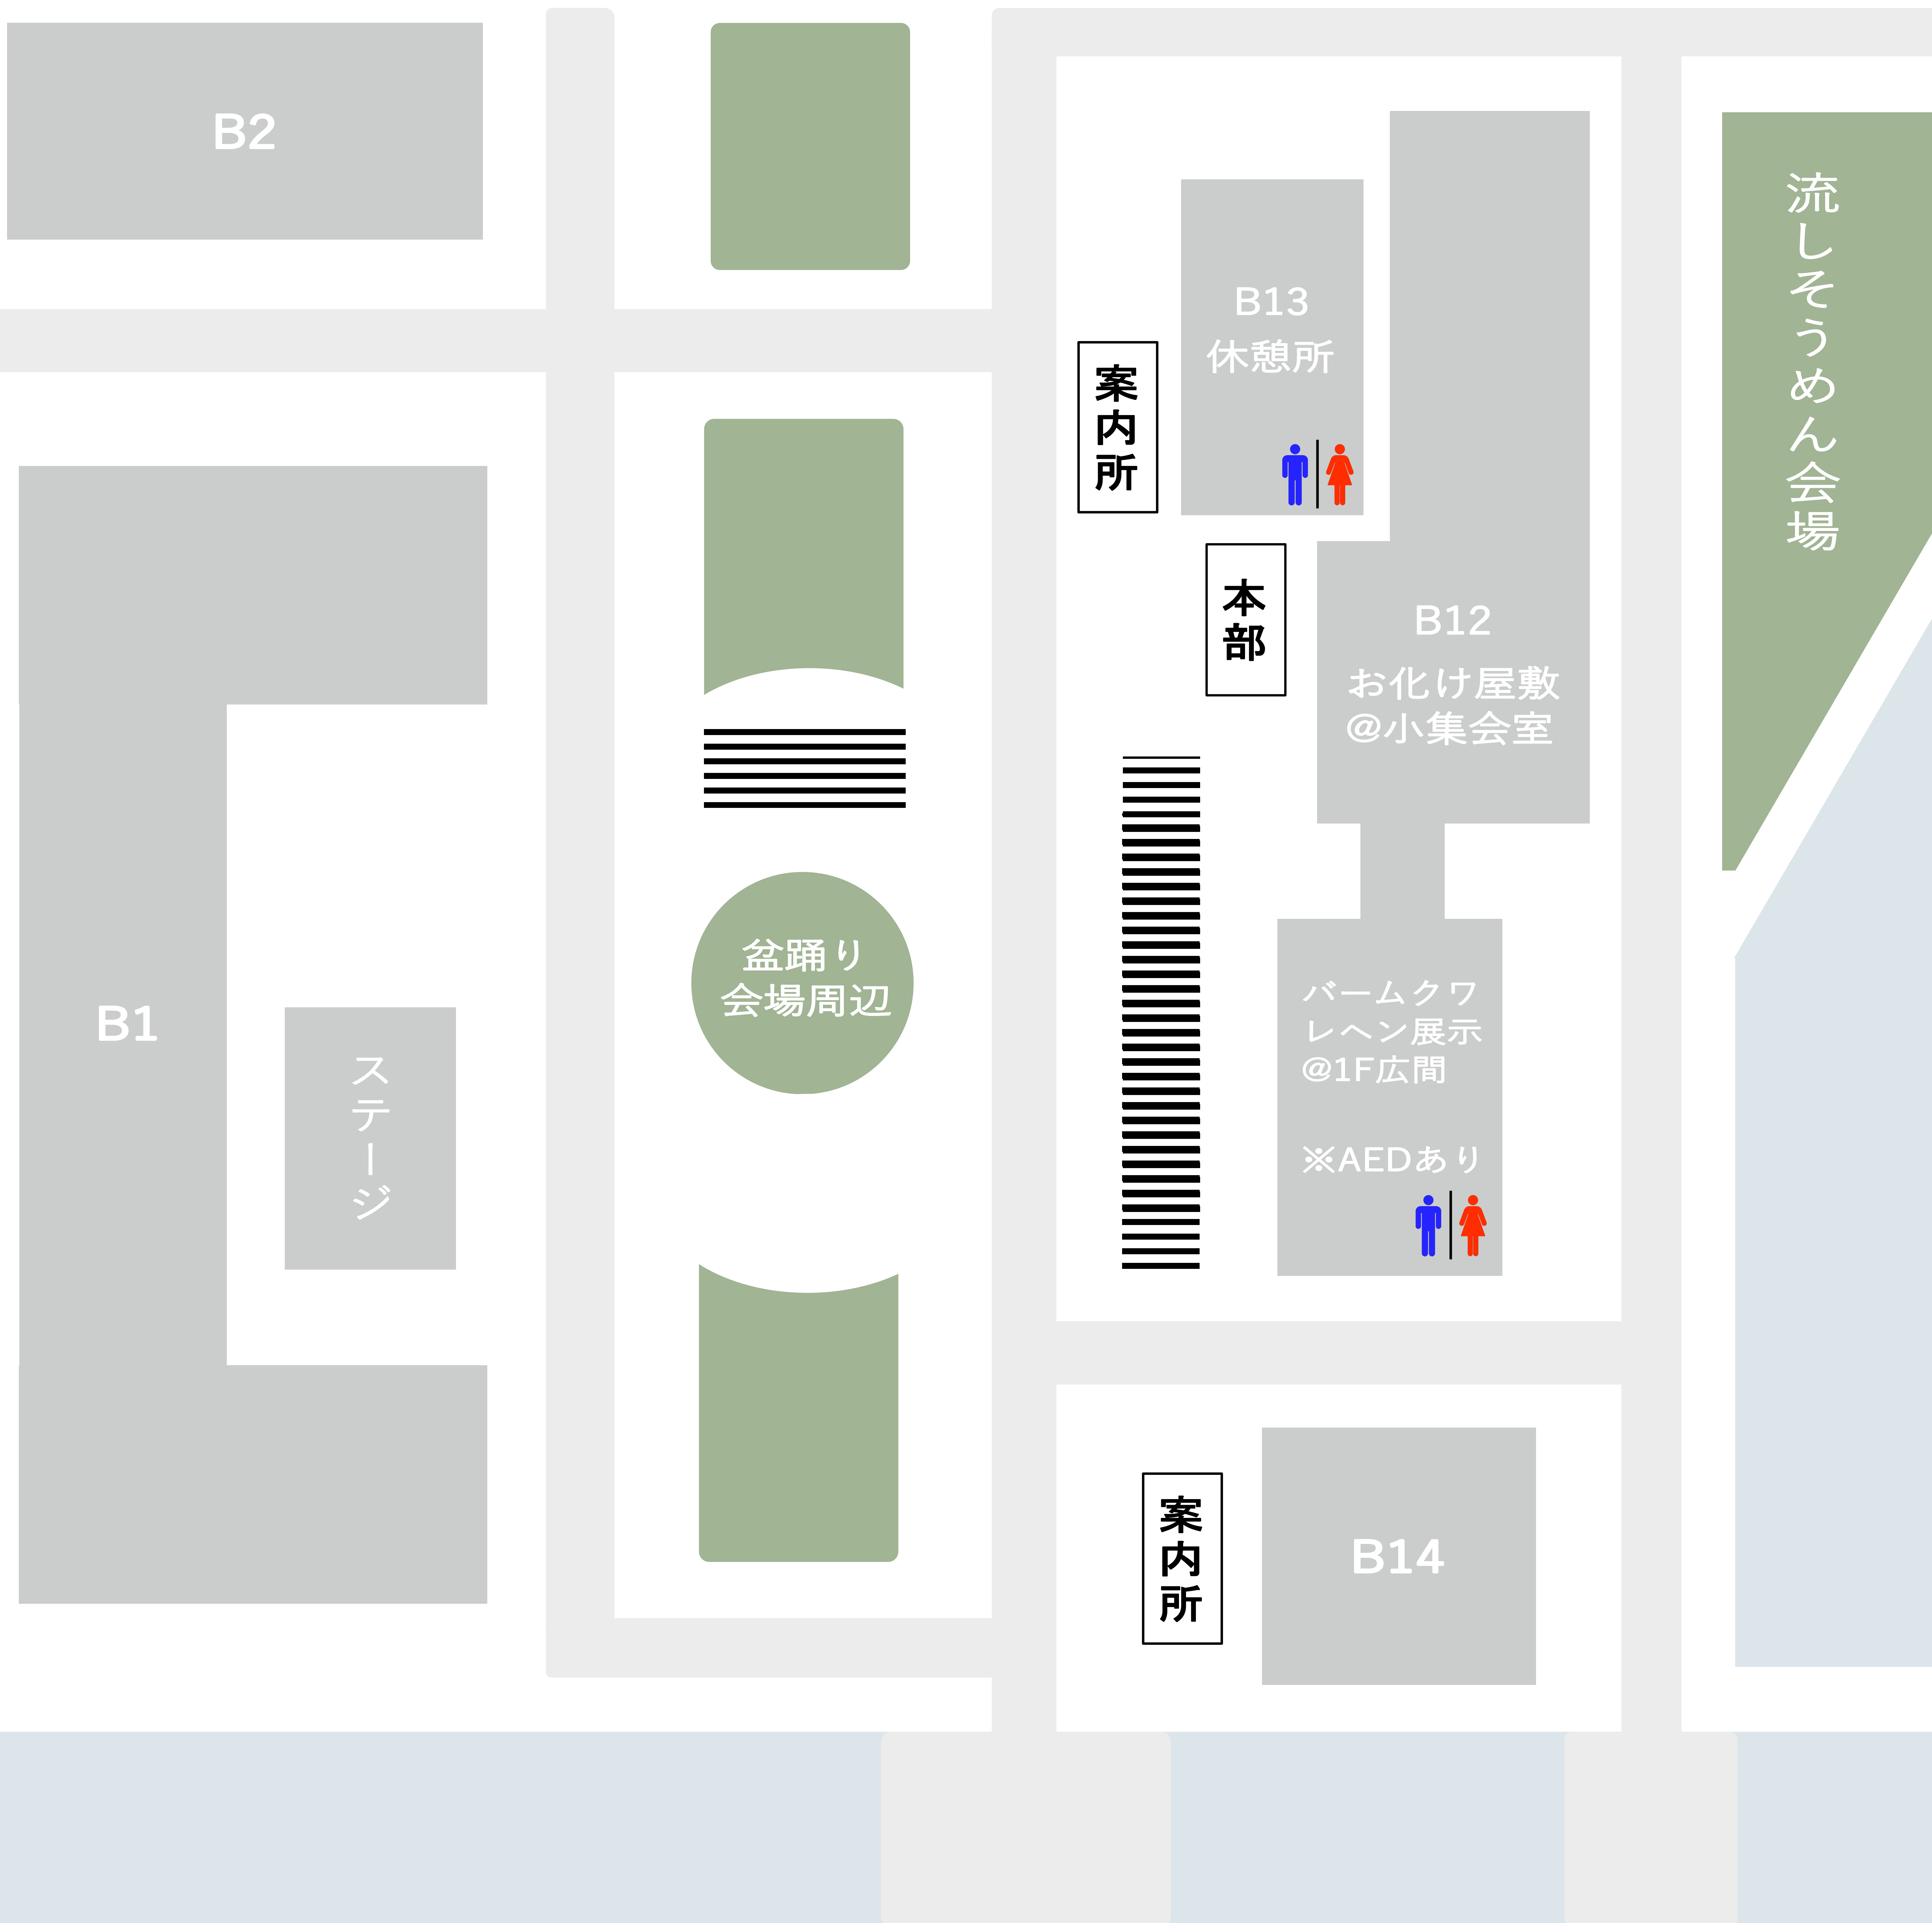 B2
B13
休憩所
案内所
本部
流しそうめん会場
B12
お化け屋敷
@小集会室
盆踊り
会場周辺
B1
ステージ
バームクワ
レヘン展示
@1F広間
※AEDあり
案内所
B14